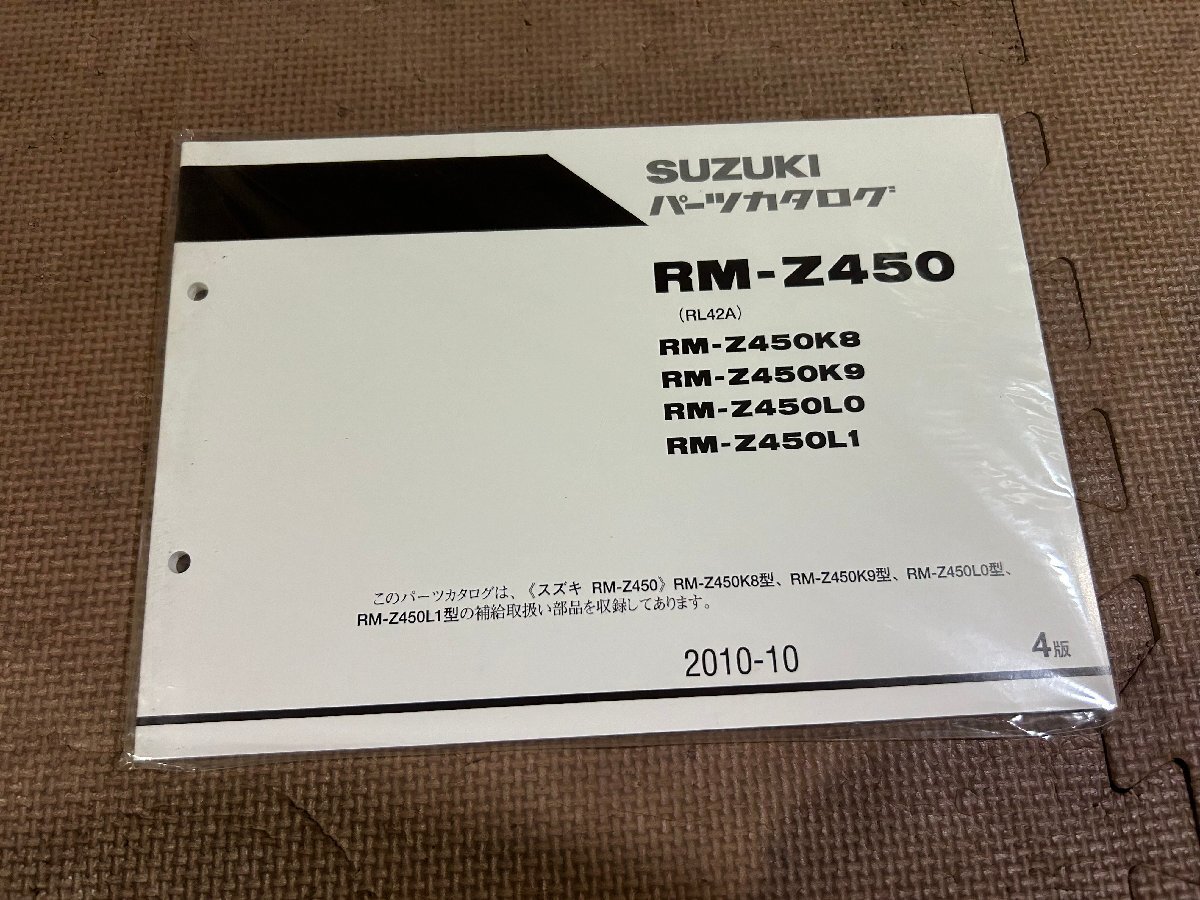 SUZUKI
パーツカタログ
RM-Z450
(RL42A)
RM-Z450K8
RM-Z450K9
RM-Z450L0
RM-Z450L1
このパーツカタログは、《スズキ RM-Z450》RM-Z450K8型、RM-Z450K9型、RM-Z450L0型、
RM-Z450L1型の補給取扱い部品を収録してあります。
2010-10
4版